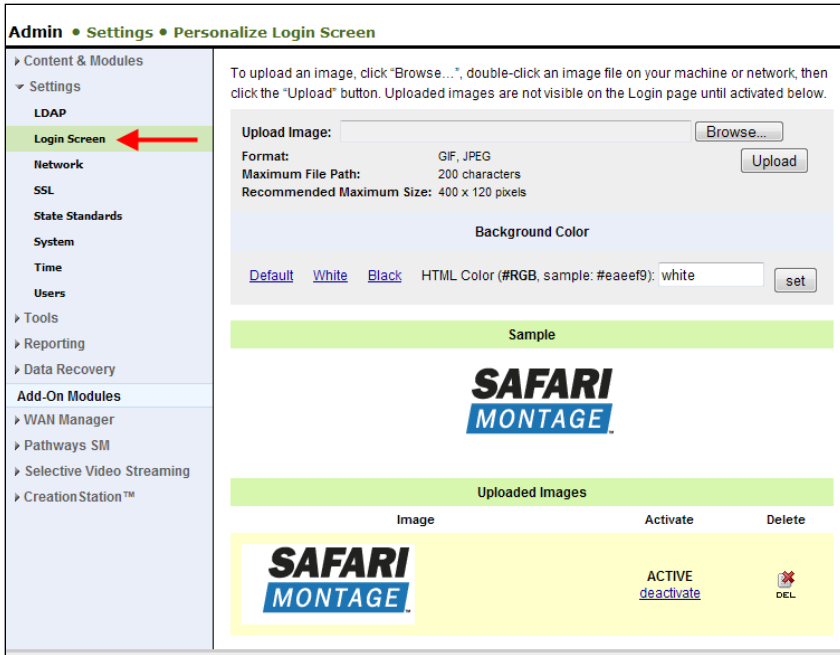 Admin • Settings • Personalize Login Screen
Content & Modules
Settings
LDAP
Login Screen
Network
SSL
State Standards
System
Time
Users
Tools
Reporting
Data Recovery
Add-On Modules
WAN Manager
Pathways SM
Selective Video Streaming
CreationStation™
To upload an image, click “Browse...”, double-click an image file on your machine or network, then
click the “Upload” button. Uploaded images are not visible on the Login page until activated below.
Upload Image: Browse...
Format: GIF, JPEG Upload
Maximum File Path: 200 characters
Recommended Maximum Size: 400 x 120 pixels
Background Color
Default White Black HTML Color (#RGB, sample: #eaeef9): white set
Sample
SAFARI
MONTAGE™
Uploaded Images
Image Activate Delete
SAFARI
MONTAGE™
ACTIVE
deactivate
DEL